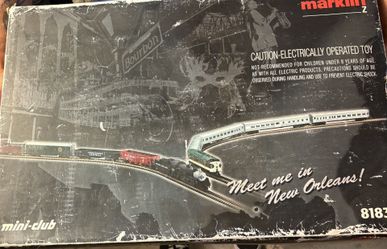 märklin
Z
Bourbon
CAUTION-ELECTRICALLY OPERATED TOY
NOT RECOMMENDED FOR CHILDREN UNDER 8 YEARS OF AGE.
AS WITH ALL ELECTRIC PRODUCTS, PRECAUTIONS SHOULD BE
OBSERVED DURING HANDLING AND USE TO PREVENT ELECTRIC SHOCK.
Meet me in
New Orleans!
mini-club
8183